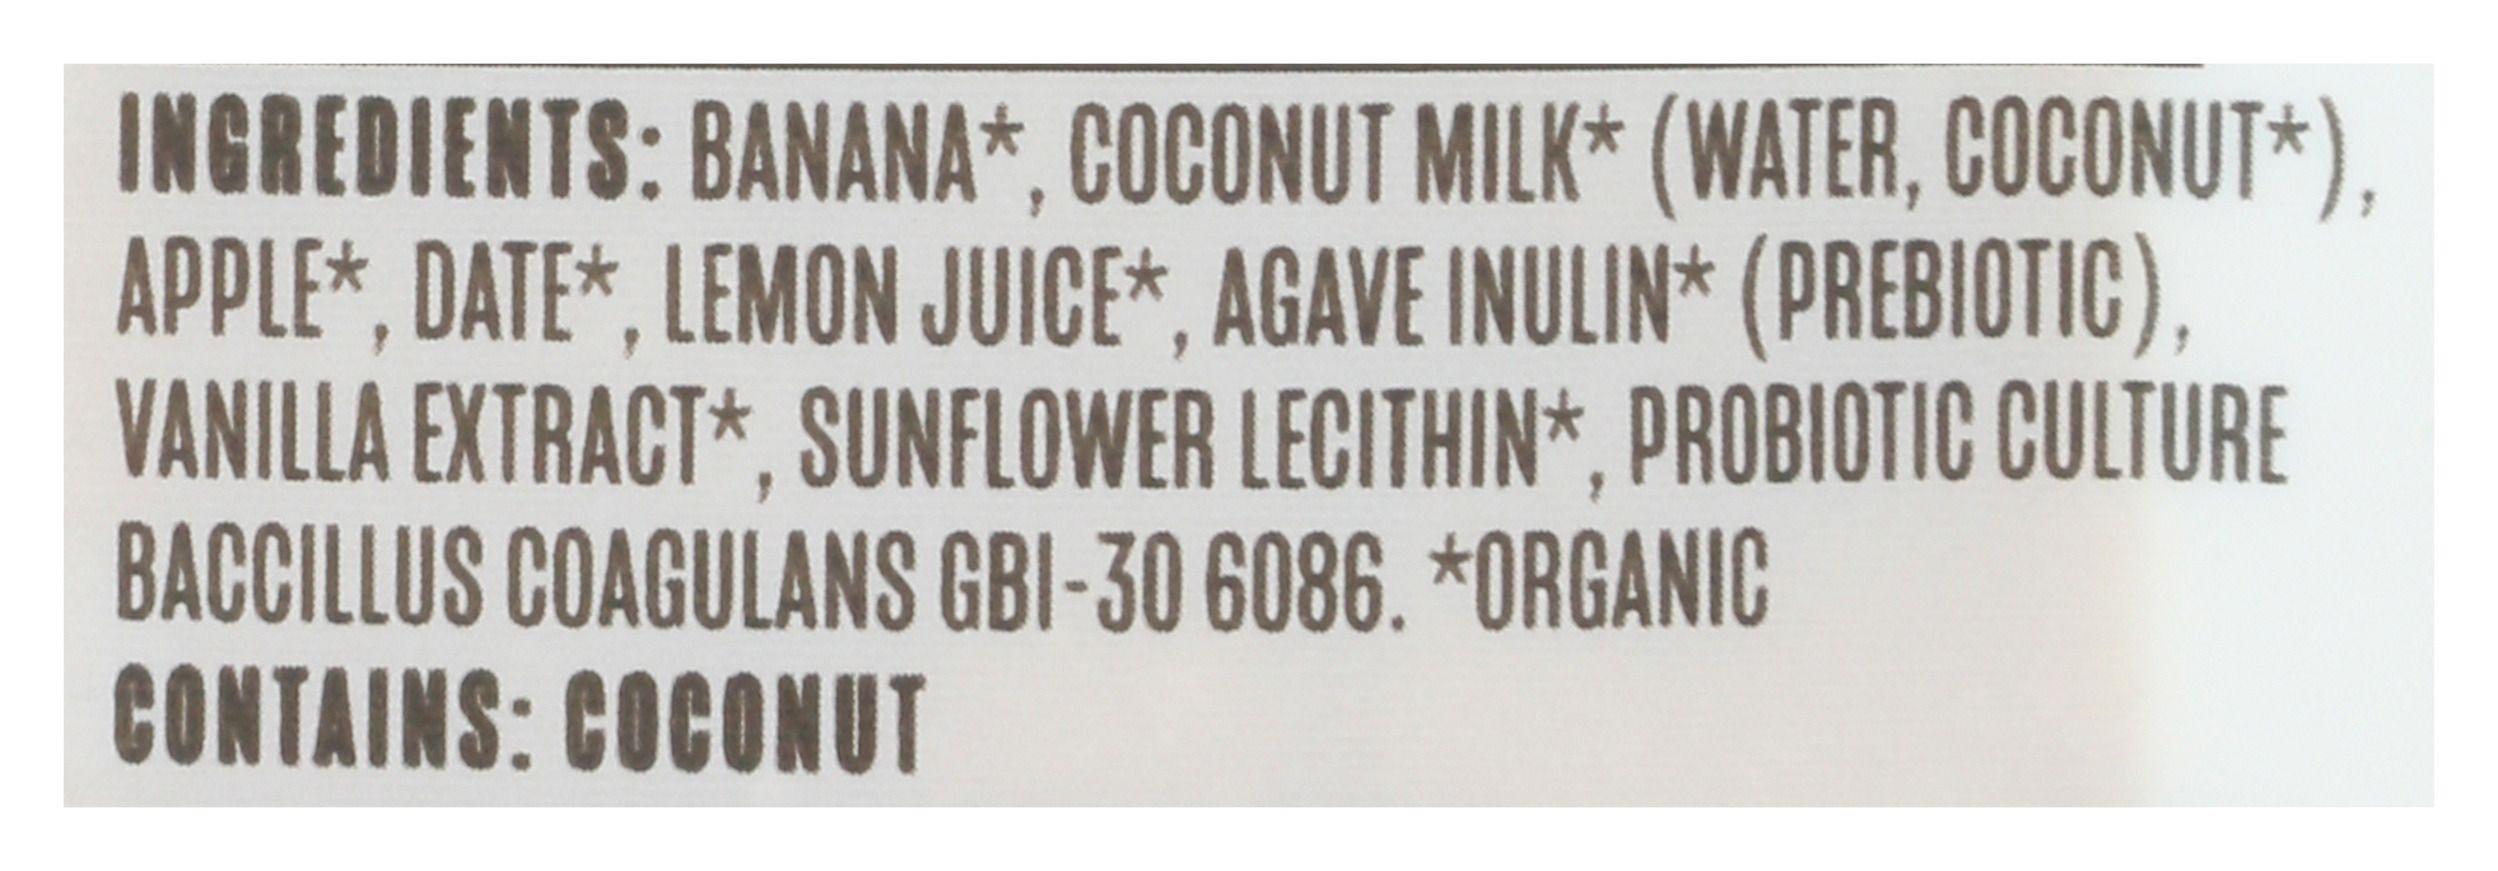 INGREDIENTS: BANANA*, COCONUT MILK* (WATER, COCONUT*),
APPLE*, DATE*, LEMON JUICE*, AGAVE INULIN* (PREBIOTIC),
VANILLA EXTRACT*, SUNFLOWER LECITHIN*, PROBIOTIC CULTURE
BACCILLUS COAGULANS GBI-30 6086. *ORGANIC
CONTAINS: COCONUT